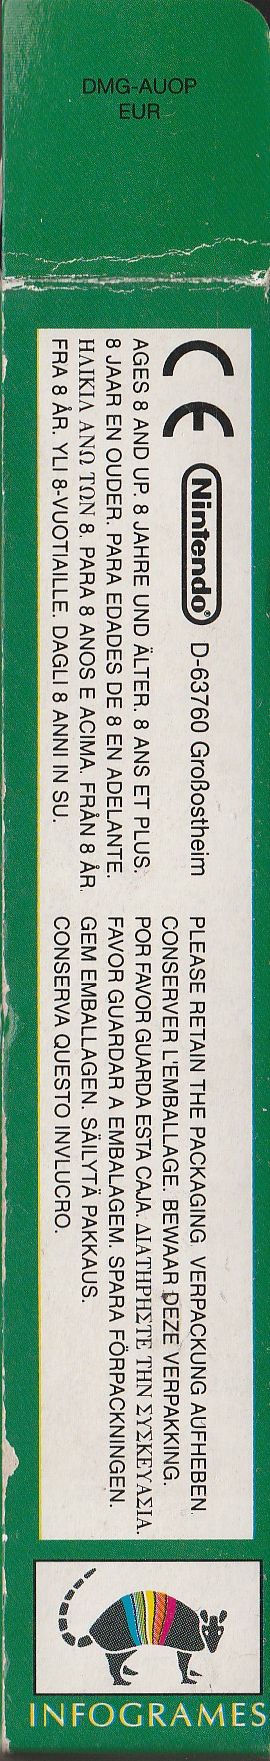 DMG-AUOP
EUR
CE Nintendo® D-63760 Großostheim
AGES 8 AND UP. 8 JAHRE UND ÄLTER. 8 ANS ET PLUS.
8 JAAR EN OUDER. PARA EDADES DE 8 EN ADELANTE.
ΗΛΙΚΙΑ ΑΝΩ ΤΩΝ 8. PARA 8 ANOS E ACIMA. FRÅN 8 ÅR.
FRA 8 ÅR. YLI 8-VUOTIAILLE. DAGLI 8 ANNI IN SU.
PLEASE RETAIN THE PACKAGING. VERPACKUNG AUFHEBEN.
CONSERVER L'EMBALLAGE. BEWAAR DEZE VERPAKKING.
POR FAVOR GUARDA ESTA CAJA. ΔΙΑΤΗΡΗΣΤΕ ΤΗΝ ΣΥΣΚΕΥΑΣΙΑ.
FAVOR GUARDAR A EMBALAGEM. SPARA FÖRPACKNINGEN.
GEM EMBALLAGEN. SÄILYTÄ PAKKAUS.
CONSERVA QUESTO INVLUCRO.
INFOGRAMES